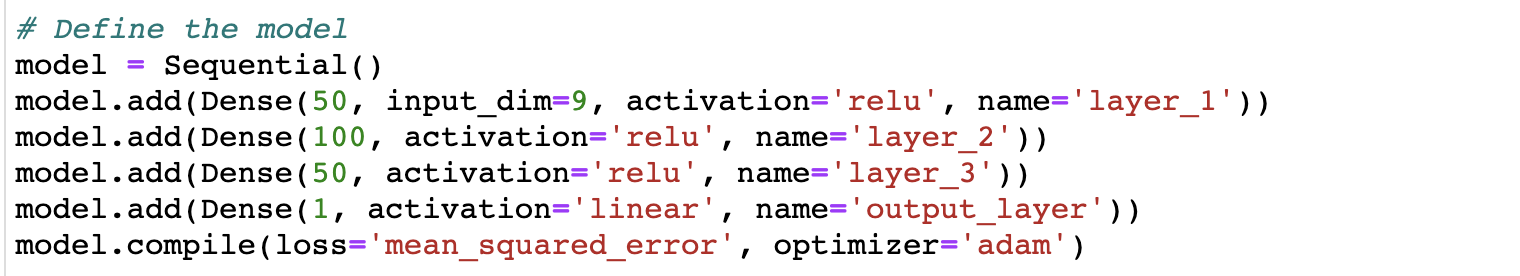 # Define the model
model = Sequential()
model.add(Dense(50, input_dim=9, activation='relu', name='layer_1'))
model.add(Dense(100, activation='relu', name='layer_2'))
model.add(Dense(50, activation='relu', name='layer_3'))
model.add(Dense(1, activation='linear', name='output_layer'))
model.compile(loss='mean_squared_error', optimizer='adam')